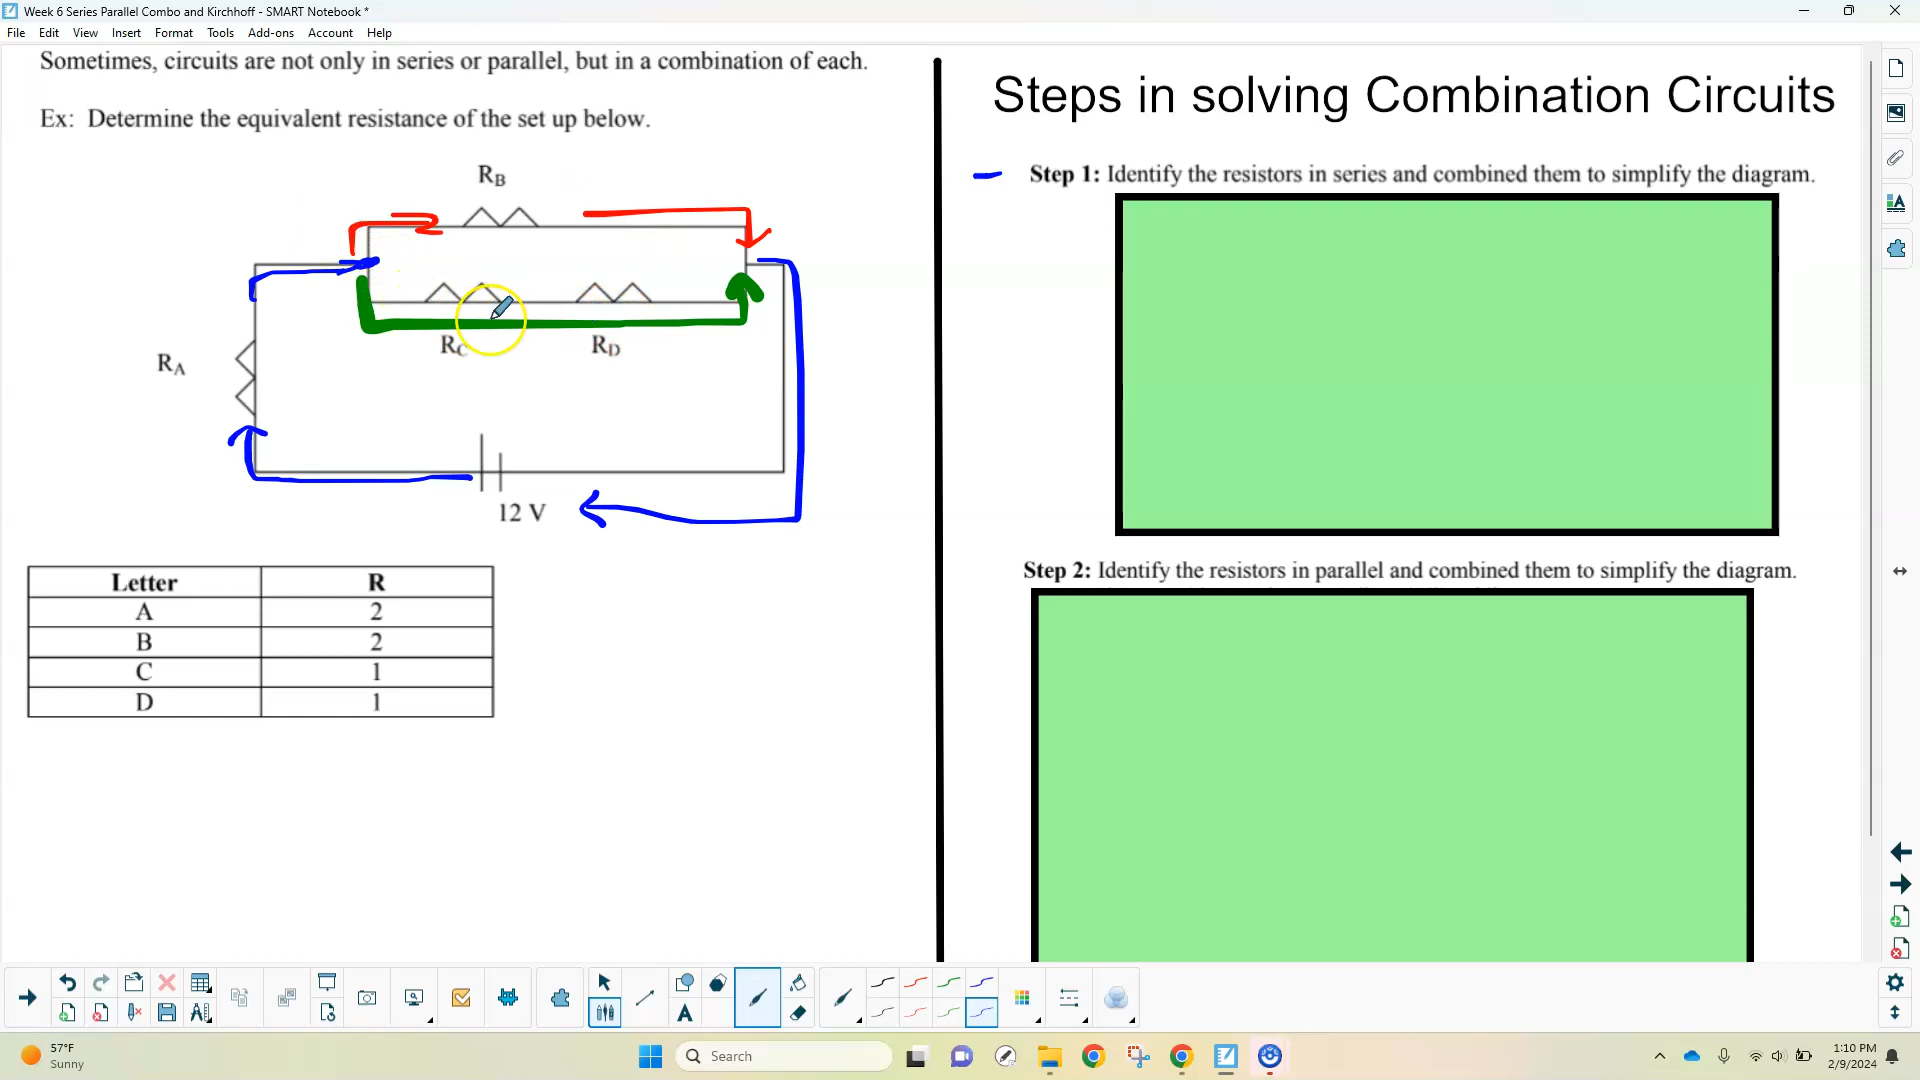 Week 6 Series Parallel Combo and Kirchhoff - SMART Notebook *
File Edit View Insert Format Tools Add-ons Account Help
Sometimes, circuits are not only in series or parallel, but in a combination of each.
Ex: Determine the equivalent resistance of the set up below.
RB
RC
RD
RA
12 V
Letter R
A 2
B 2
C 1
D 1
Steps in solving Combination Circuits
Step 1: Identify the resistors in series and combined them to simplify the diagram.
Step 2: Identify the resistors in parallel and combined them to simplify the diagram.
57°F
Sunny
Search
1:10 PM
2/9/2024